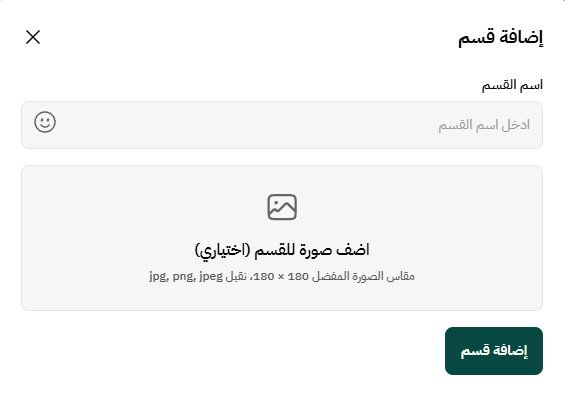 إضافة قسم
اسم القسم
ادخل اسم القسم
اضف صورة للقسم (اختياري)
مقاس الصورة المفضل 180 × 180، نقبل jpg, png, jpeg
إضافة قسم